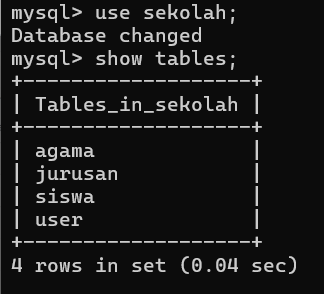 mysql> use sekolah;
Database changed
mysql> show tables;
+-------------------+
| Tables_in_sekolah |
+-------------------+
| agama             |
| jurusan           |
| siswa             |
| user              |
+-------------------+
4 rows in set (0.04 sec)